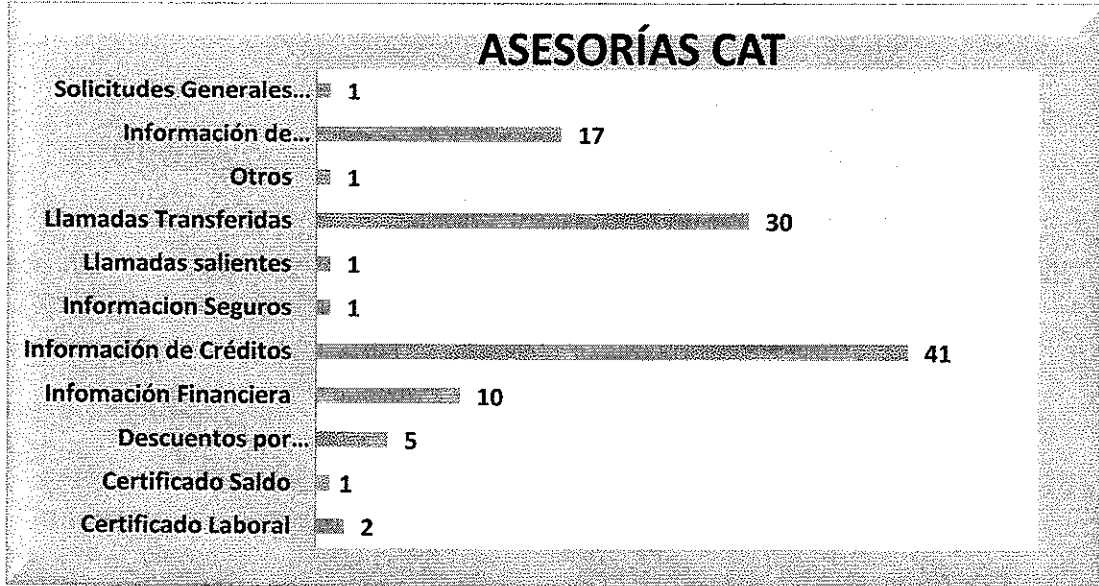 ASESORÍAS CAT
Solicitudes Generales... 1
Información de... 17
Otros 1
Llamadas Transferidas 30
Llamadas salientes 1
Informacion Seguros 1
Información de Créditos 41
Infomación Financiera 10
Descuentos por... 5
Certificado Saldo 1
Certificado Laboral 2